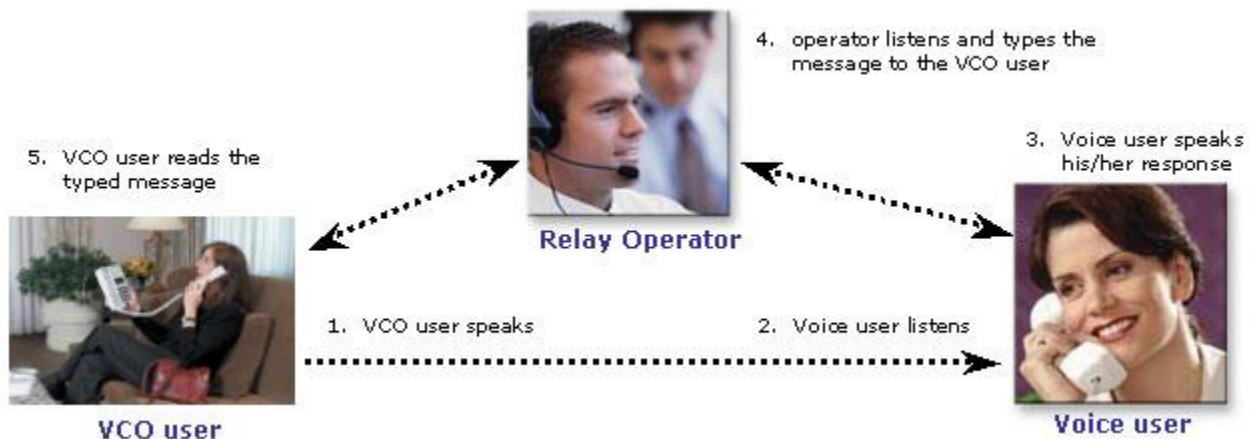 4. operator listens and types the
message to the VCO user
5. VCO user reads the
typed message
3. Voice user speaks
his/her response
Relay Operator
1. VCO user speaks
2. Voice user listens
VCO user
Voice user